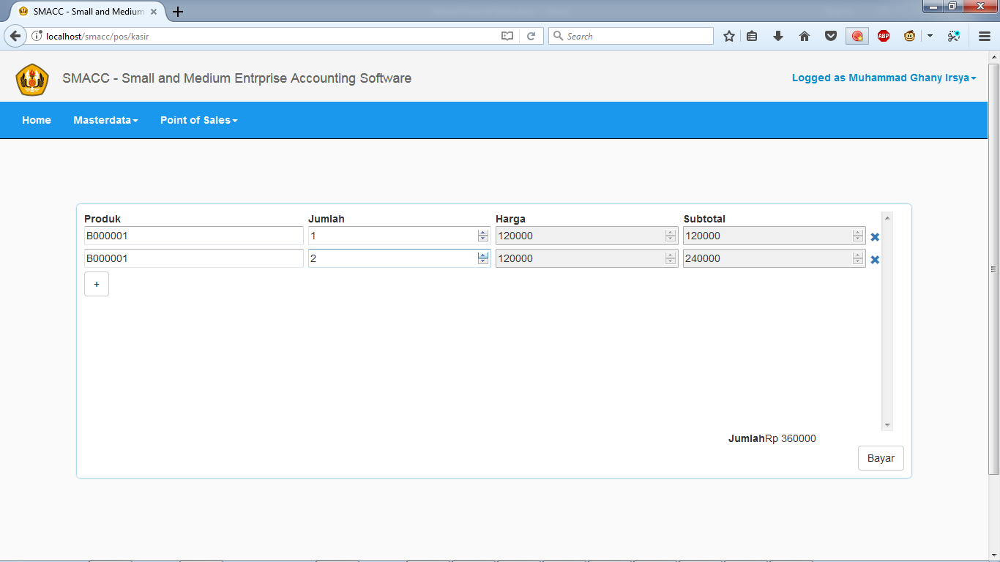 SMACC - Small and Medium
localhost/smacc/pos/kasir
Search
ABP
SMACC - Small and Medium Entrprise Accounting Software
Logged as Muhammad Ghany Irsya
Home Masterdata Point of Sales
Produk Jumlah Harga Subtotal
B000001 1 120000 120000
B000001 2 120000 240000
+
JumlahRp 360000
Bayar